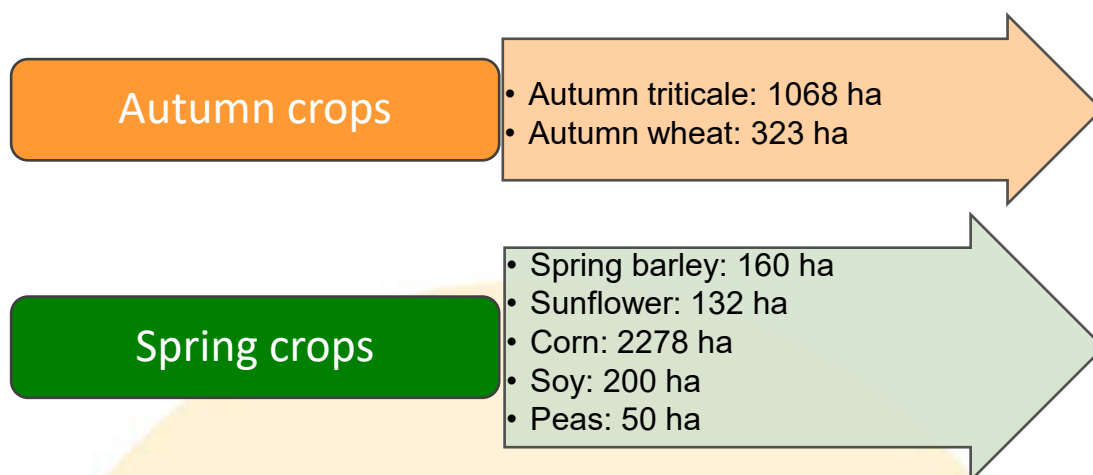 Autumn crops
• Autumn triticale: 1068 ha
• Autumn wheat: 323 ha
Spring crops
• Spring barley: 160 ha
• Sunflower: 132 ha
• Corn: 2278 ha
• Soy: 200 ha
• Peas: 50 ha